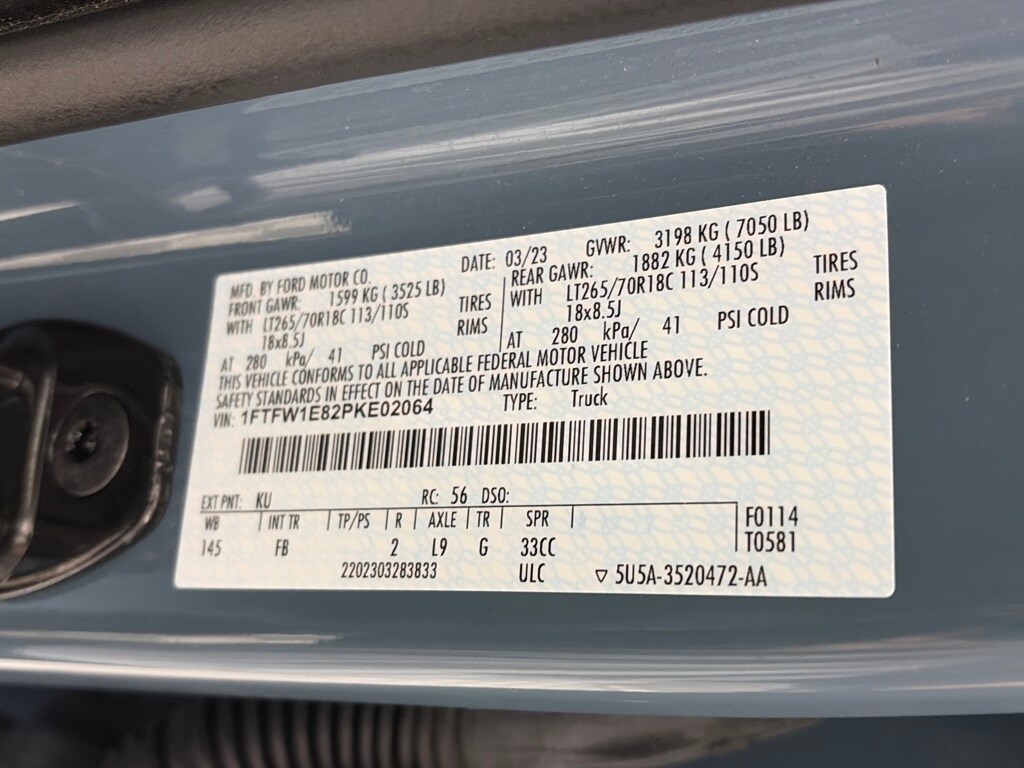 MFD. BY FORD MOTOR CO.
DATE: 03/23 GVWR: 3198 KG ( 7050 LB)
FRONT GAWR: 1599 KG ( 3525 LB)
REAR GAWR: 1882 KG ( 4150 LB)
WITH LT265/70R18C 113/110S TIRES
WITH LT265/70R18C 113/110S TIRES
18x8.5J RIMS
18x8.5J RIMS
AT 280 kPa/ 41 PSI COLD
AT 280 kPa/ 41 PSI COLD
THIS VEHICLE CONFORMS TO ALL APPLICABLE FEDERAL MOTOR VEHICLE
SAFETY STANDARDS IN EFFECT ON THE DATE OF MANUFACTURE SHOWN ABOVE.
VIN: 1FTFW1E82PKE02064 TYPE: Truck
EXT PNT: KU RC: 56 DSO:
WB INT TR TP/PS R AXLE TR SPR F0114
145 FB 2 L9 G 33CC T0581
2202303283833 ULC ▽ 5U5A-3520472-AA